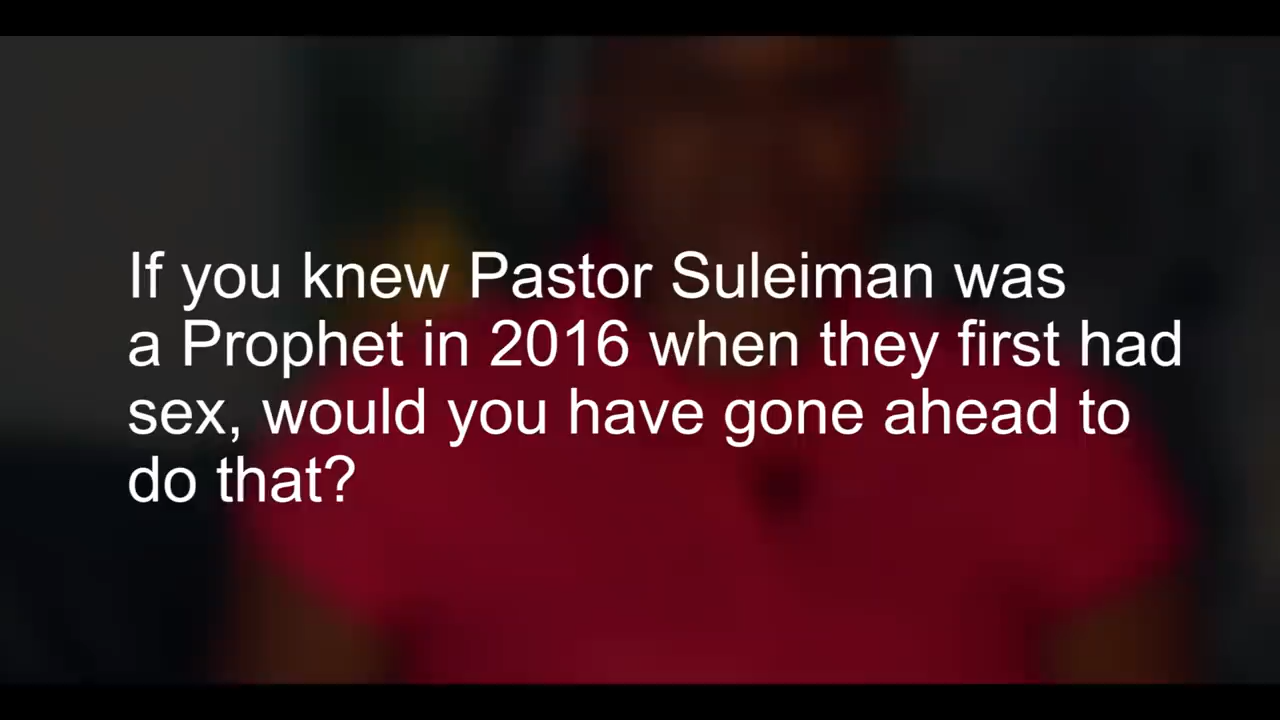 If you knew Pastor Suleiman was
a Prophet in 2016 when they first had
sex, would you have gone ahead to
do that?